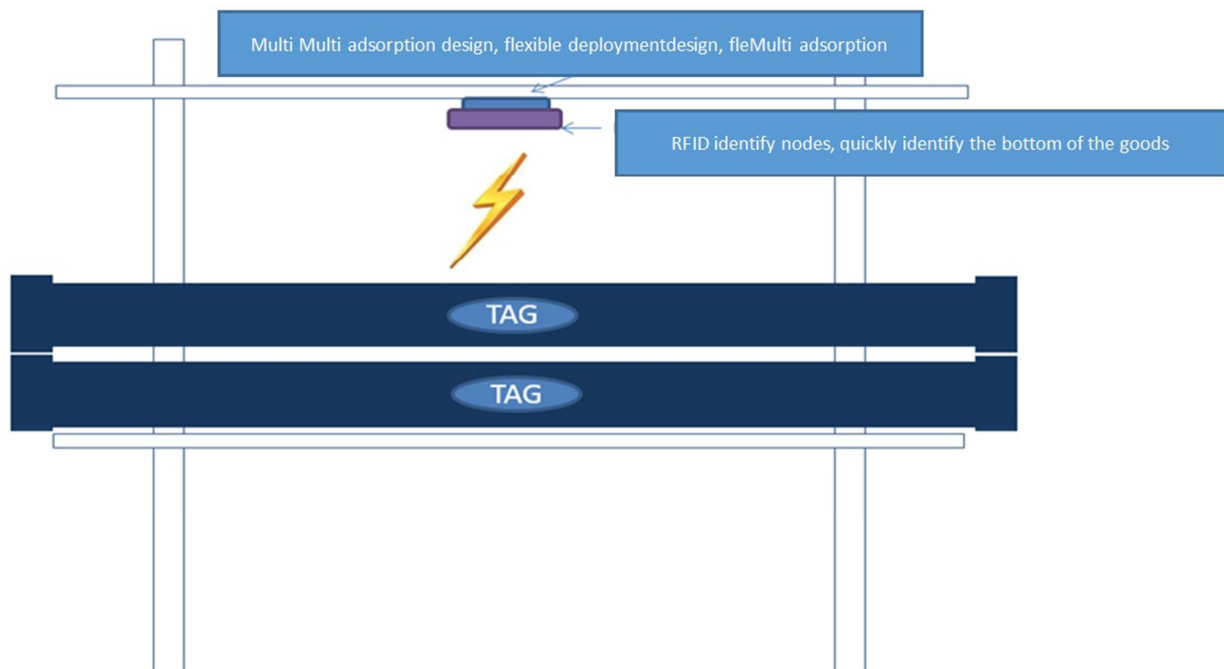 Multi Multi adsorption design, flexible deploymentdesign, fleMulti adsorption
RFID identify nodes, quickly identify the bottom of the goods
TAG
TAG